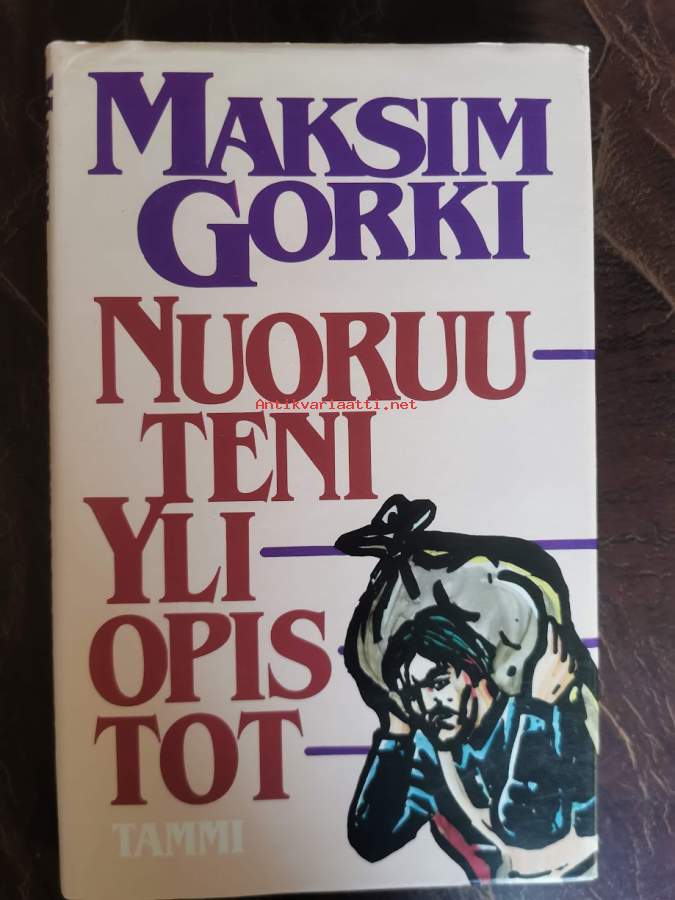 MAKSIM
GORKI
NUORUU-
Antikvariaatti.net
TENI
YLI-
OPIS-
TOT-
TAMMI